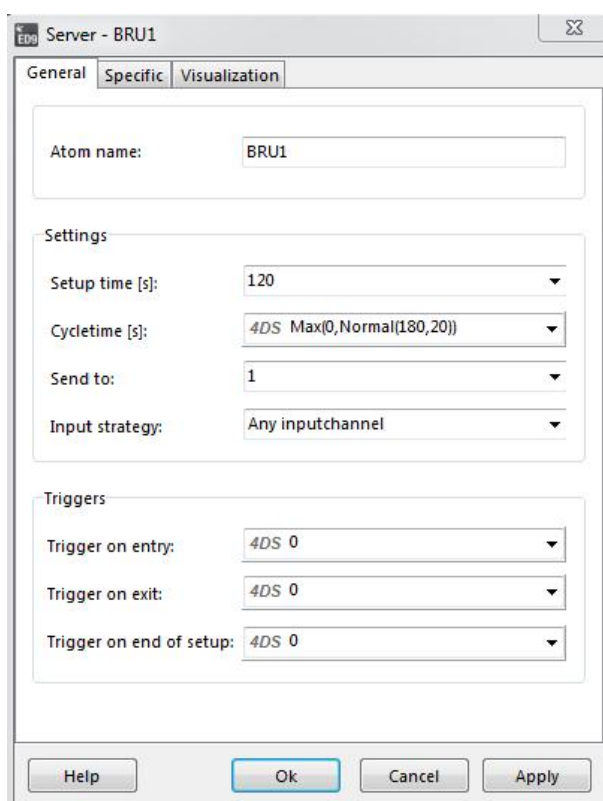 ED9 Server - BRU1
General Specific Visualization
Atom name: BRU1
Settings
Setup time [s]: 120
Cycletime [s]: 4DS Max(0,Normal(180,20))
Send to: 1
Input strategy: Any inputchannel
Triggers
Trigger on entry: 4DS 0
Trigger on exit: 4DS 0
Trigger on end of setup: 4DS 0
Help Ok Cancel Apply